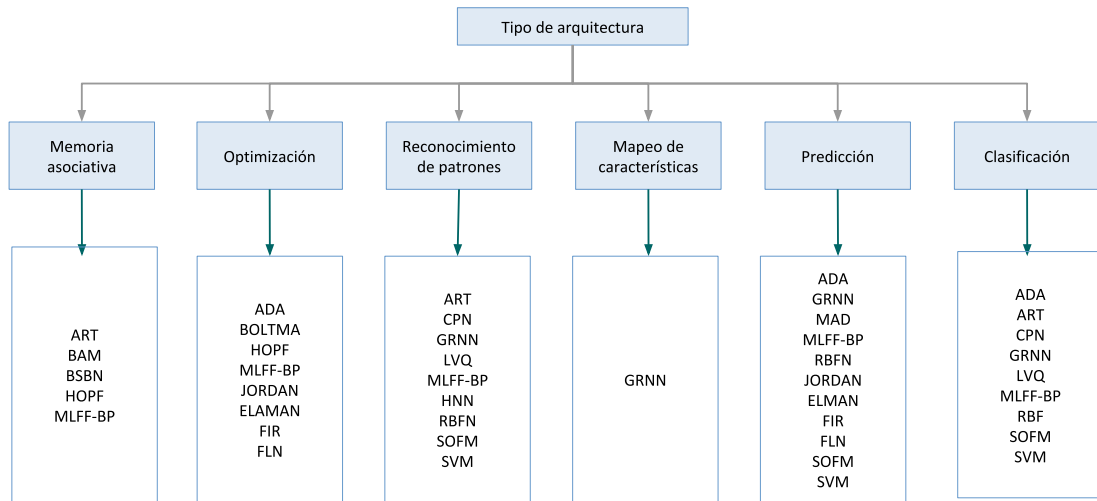 Tipo de arquitectura
Memoria
asociativa
Optimización
Reconocimiento
de patrones
Mapeo de
características
Predicción
Clasificación
ART
BAM
BSBN
HOPF
MLFF-BP
ADA
BOLTMA
HOPF
MLFF-BP
JORDAN
ELAMAN
FIR
FLN
ART
CPN
GRNN
LVQ
MLFF-BP
HNN
RBFN
SOFM
SVM
GRNN
ADA
GRNN
MAD
MLFF-BP
RBFN
JORDAN
ELMAN
FIR
FLN
SOFM
SVM
ADA
ART
CPN
GRNN
LVQ
MLFF-BP
RBF
SOFM
SVM